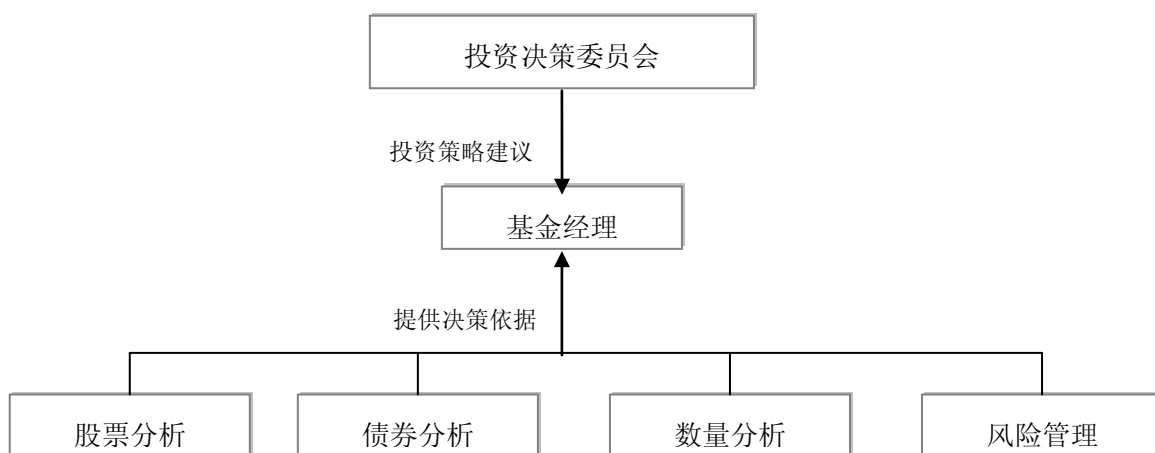 投资决策委员会
投资策略建议
基金经理
提供决策依据
股票分析
债券分析
数量分析
风险管理